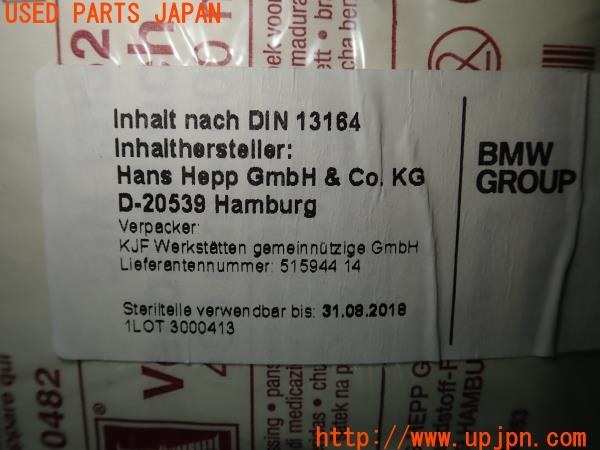 USED PARTS JAPAN
Inhalt nach DIN 13164
Inhalthersteller:
Hans Hepp GmbH & Co. KG
D-20539 Hamburg
Verpacker:
KJF Werkstätten gemeinnützige GmbH
Lieferantennummer: 515944 14
Sterilteile verwendbar bis: 31.08.2018
1LOT 3000413
BMW
GROUP
0482
http://www.upjpn.com